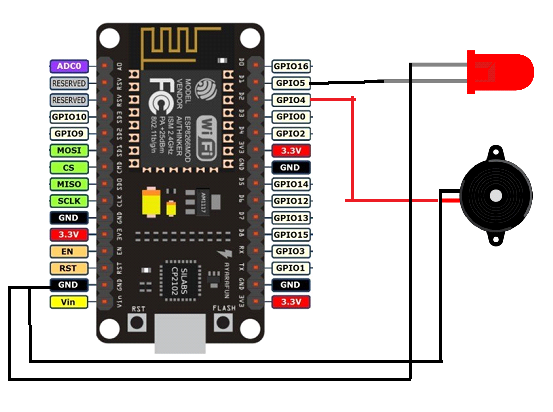 ADC0
RESERVED
RESERVED
GPIO10
GPIO9
MOSI
CS
MISO
SCLK
GND
3.3V
EN
RST
GND
Vin
A0
RSV
RSV
SD3
SD2
SD1
CMD
SD0
CLK
GND
3V3
EN
RST
GND
Vin
MODEL
VENDOR
ESP8266MOD
AI/THINKER
ISM 2.4GHz
PA +25dBm
802.11b/g/n
FCC
WiFi
AM1117
SILABS
CP2102
AYARAFUN
RST
FLASH
D0
D1
D2
D3
D4
3V3
GND
D5
D6
D7
D8
RX
TX
GND
3V3
GPIO16
GPIO5
GPIO4
GPIO0
GPIO2
3.3V
GND
GPIO14
GPIO12
GPIO13
GPIO15
GPIO3
GPIO1
GND
3.3V